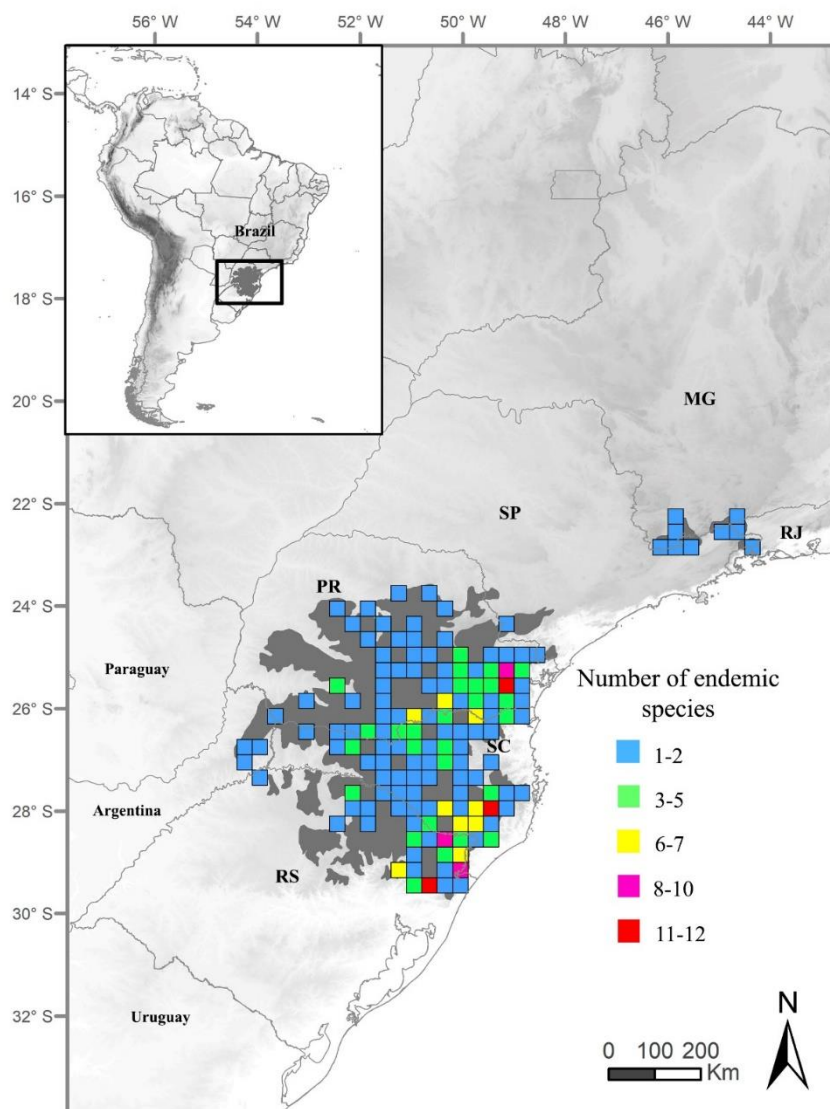 56° W 54° W 52° W 50° W 48° W 46° W 44° W
14° S
16° S
18° S
20° S
22° S
24° S
26° S
28° S
30° S
32° S
Brazil
MG
SP
RJ
PR
Paraguay
SC
Argentina
RS
Uruguay
Number of endemic
species
1-2
3-5
6-7
8-10
11-12
N
0 100 200
Km